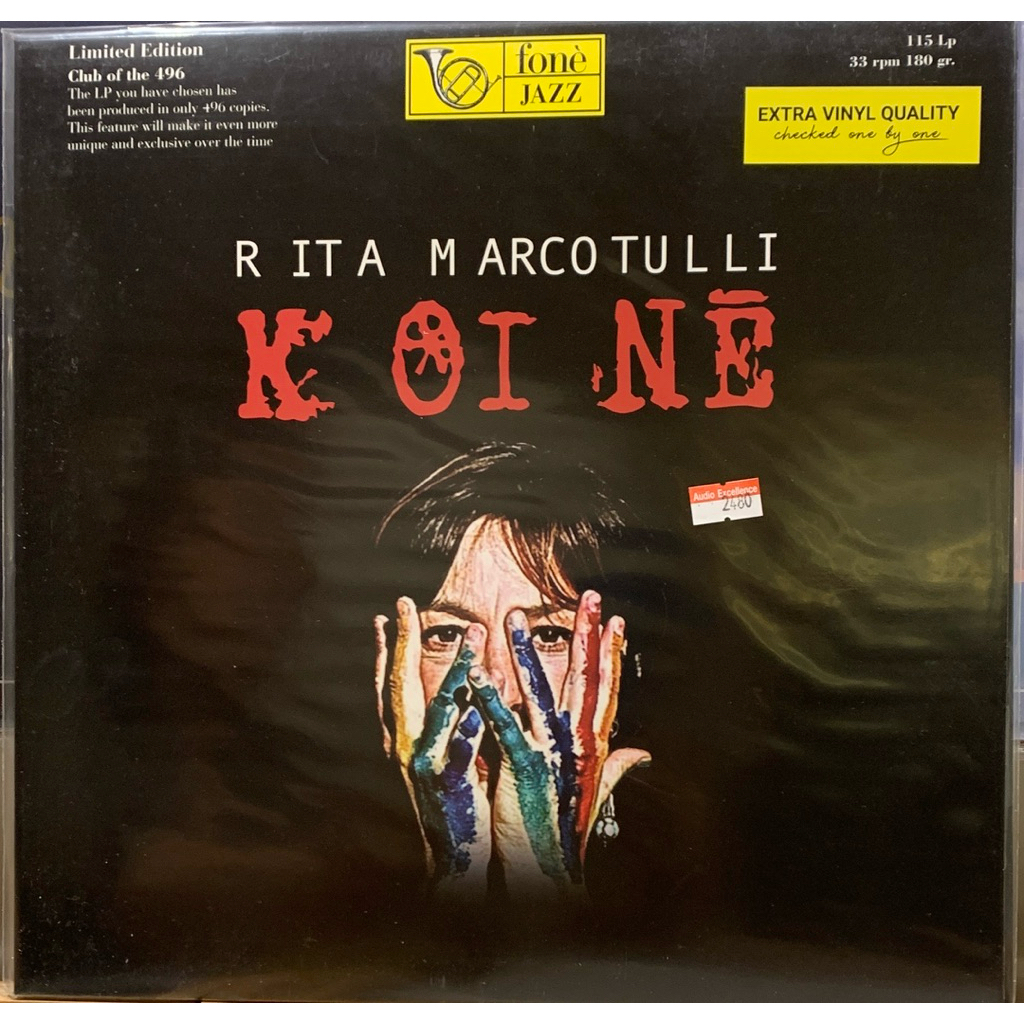 Limited Edition
Club of the 496
The LP you have chosen has
been produced in only 496 copies.
This feature will make it even more
unique and exclusive over the time
fonè
JAZZ
115 Lp
33 rpm 180 gr.
EXTRA VINYL QUALITY
checked one by one
RITA MARCOTULLI
KOINĒ
Audio Excellence
2480